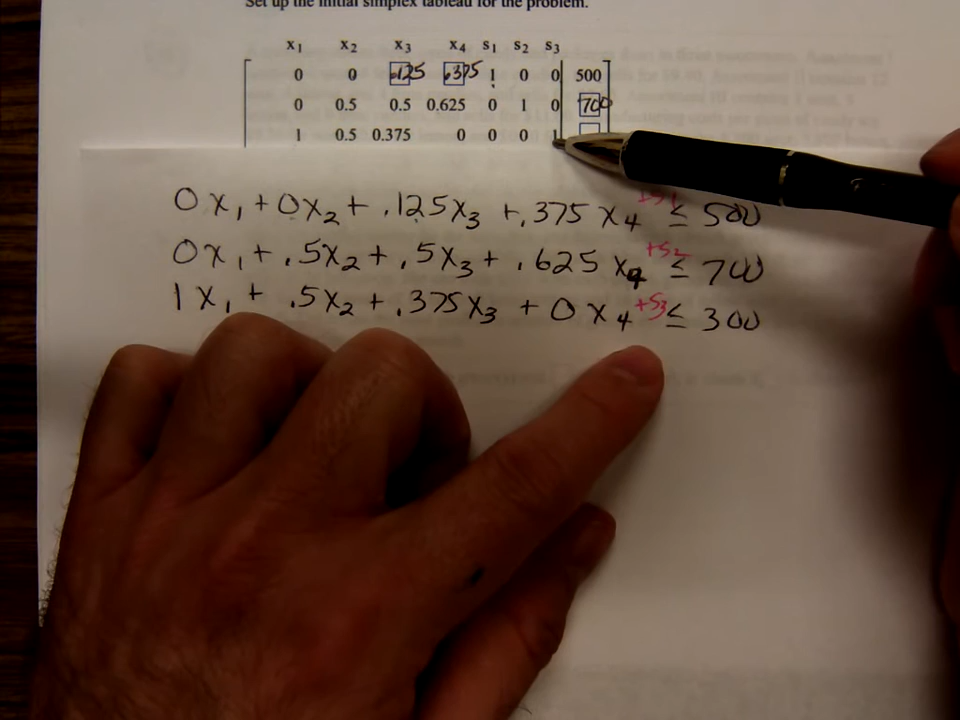 Set up the initial simplex tableau for the problem.
x1 x2 x3 x4 s1 s2 s3
0 0 .125 .375 1 0 0 500
0 0.5 0.5 0.625 0 1 0 700
1 0.5 0.375 0 0 0 1
0x1 + 0x2 + .125x3 + .375x4 +s1 ≤ 500
0x1 + .5x2 + .5x3 + .625x4 +s2 ≤ 700
1x1 + .5x2 + .375x3 + 0x4 +s3 ≤ 300